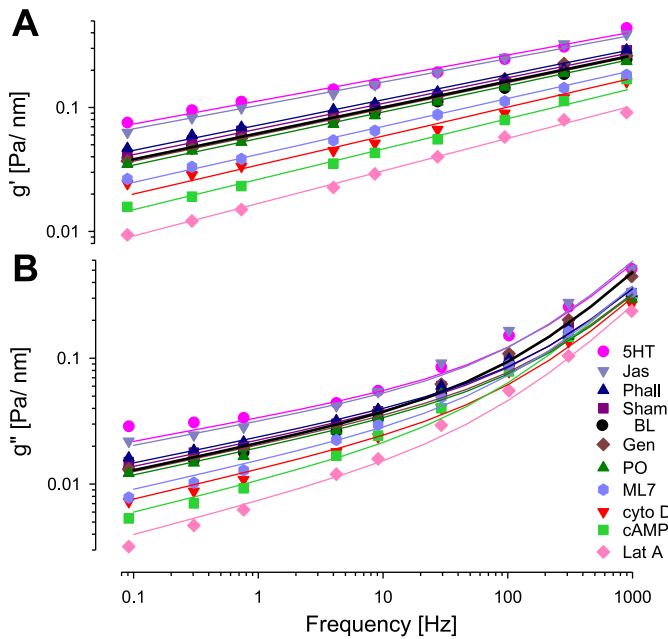 A
g' [Pa/ nm]
0.1
0.01
B
g" [Pa/ nm]
0.1
0.01
5HT
Jas
Phall
Sham
BL
Gen
PO
ML7
cyto D
cAMP
Lat A
0.1 1 10 100 1000
Frequency [Hz]